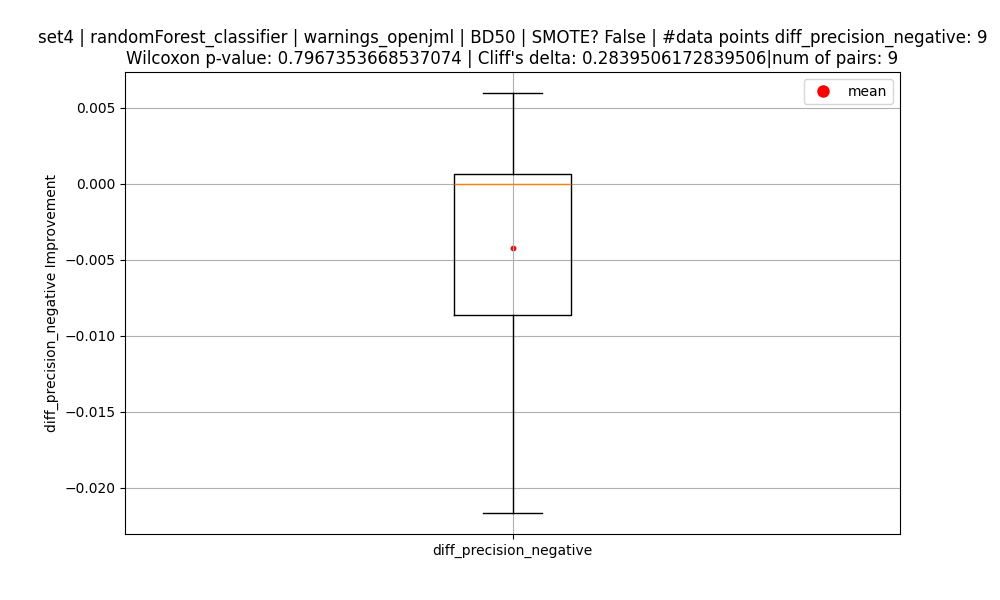 set4 | randomForest_classifier | warnings_openjml | BD50 | SMOTE? False | #data points diff_precision_negative: 9
Wilcoxon p-value: 0.7967353668537074 | Cliff's delta: 0.2839506172839506|num of pairs: 9
mean
0.005
0.000
−0.005
−0.010
−0.015
−0.020
diff_precision_negative Improvement
diff_precision_negative